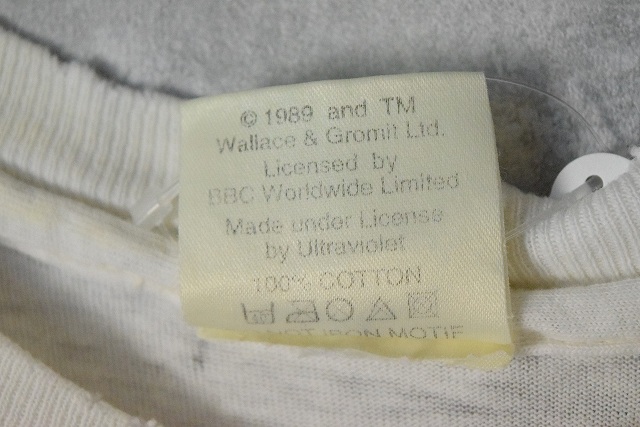 © 1989 and TM
Wallace & Gromit Ltd.
Licensed by
BBC Worldwide Limited
Made under License
by Ultraviolet
100% COTTON
NOT IRON MOTIF